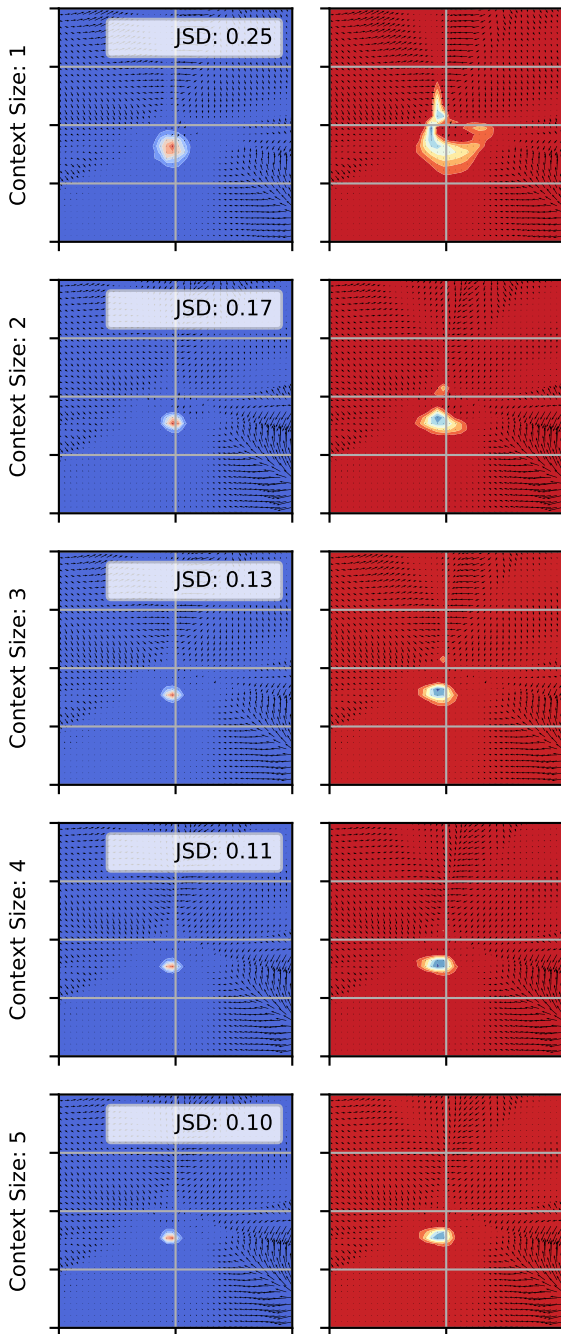 Context Size: 1
JSD: 0.25
Context Size: 2
JSD: 0.17
Context Size: 3
JSD: 0.13
Context Size: 4
JSD: 0.11
Context Size: 5
JSD: 0.10